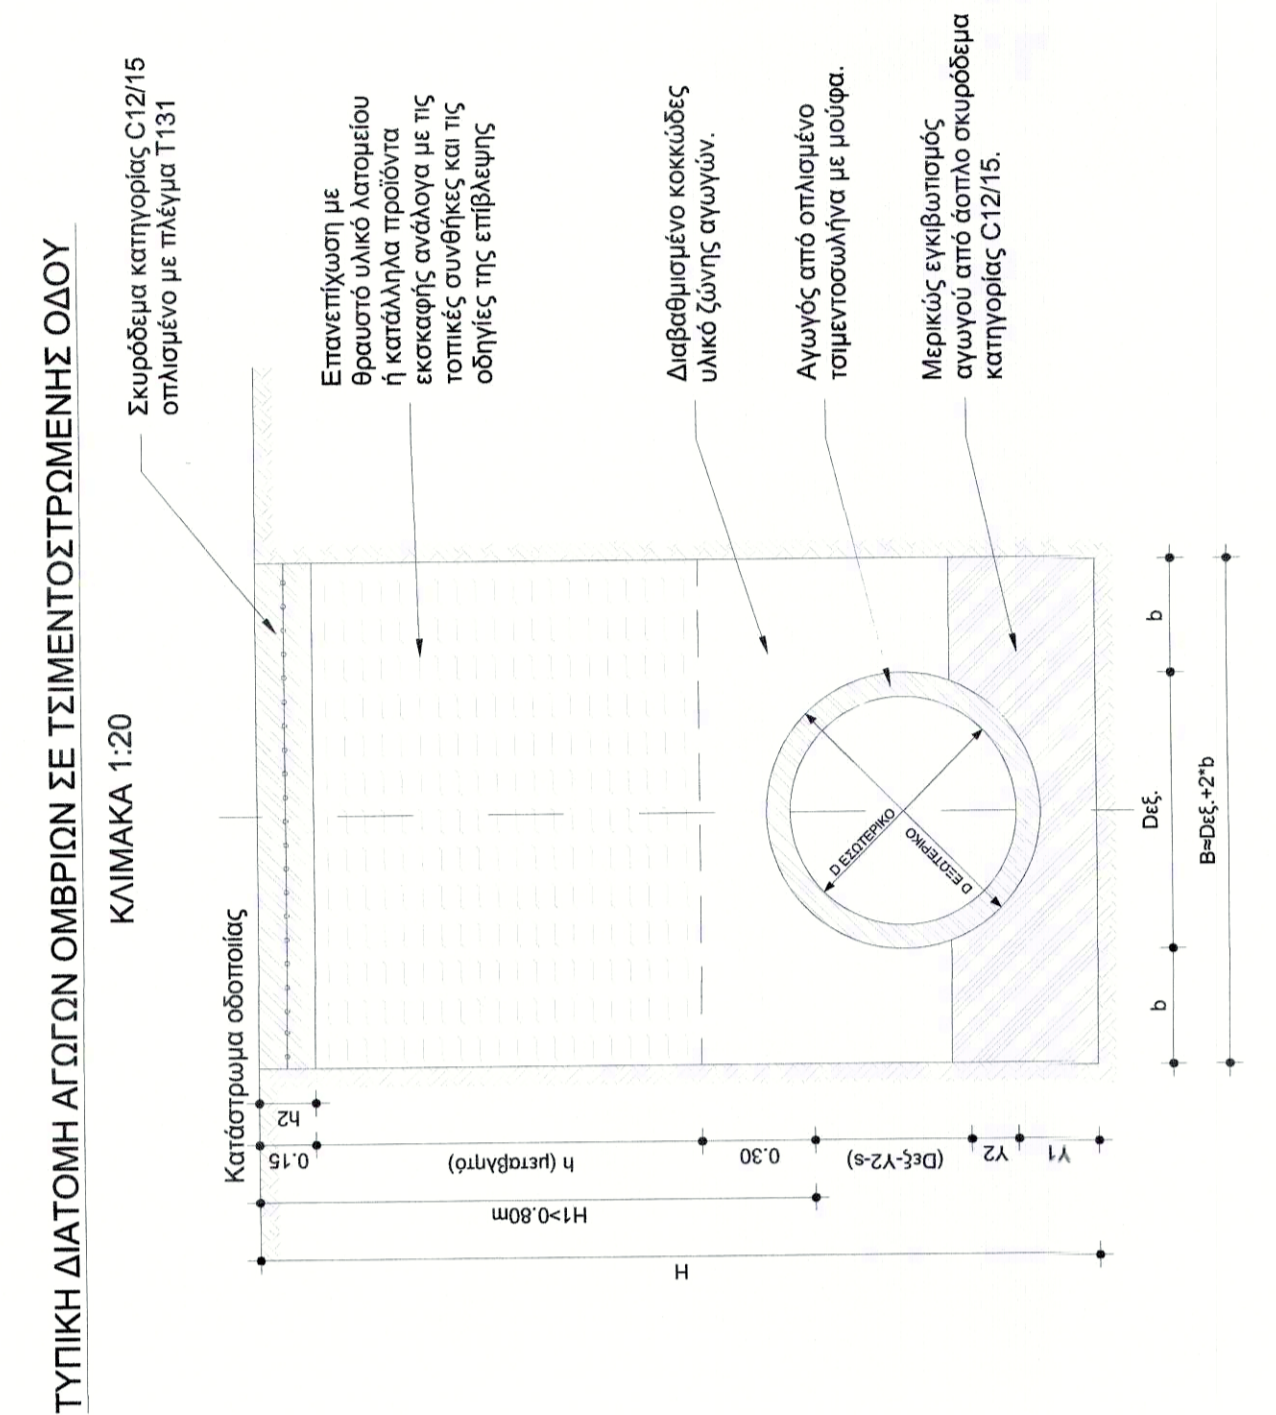 ΤΥΠΙΚΗ ΔΙΑΤΟΜΗ ΑΓΩΓΩΝ ΟΜΒΡΙΩΝ ΣΕ ΤΣΙΜΕΝΤΟΣΤΡΩΜΕΝΗΣ ΟΔΟΥ
ΚΛΙΜΑΚΑ 1:20
Σκυρόδεμα κατηγορίας C12/15
οπλισμένο με πλέγμα T131
Κατάστρωμα οδοποιίας
Επανεπίχωση με
θραυστό υλικό λατομείου
ή κατάλληλα προϊόντα
εκσκαφής ανάλογα με τις
τοπικές συνθήκες και τις
οδηγίες της επίβλεψης
Διαβαθμισμένο κοκκώδες
υλικό ζώνης αγωγών.
Αγωγός από οπλισμένο
τσιμεντοσωλήνα με μούφα.
Μερικώς εγκιβωτισμός
αγωγού από άοπλο σκυρόδεμα
κατηγορίας C12/15.
h2
0.15
h (μεταβλητό)
0.30
(Dεξ-Y2-s)
Y2
Y1
H1>0.80m
H
D ΕΣΩΤΕΡΙΚΟ
D ΕΞΩΤΕΡΙΚΟ
b
Dεξ.
b
B≈Dεξ.+2*b